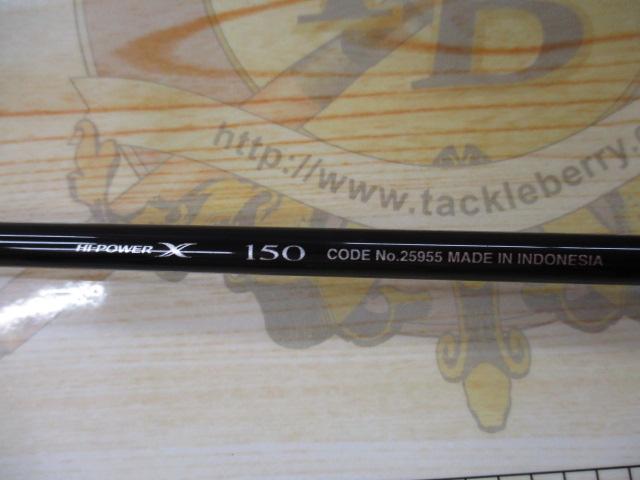 D
http://www.tackleberry.
HI-POWER X 150 CODE No.25955 MADE IN INDONESIA